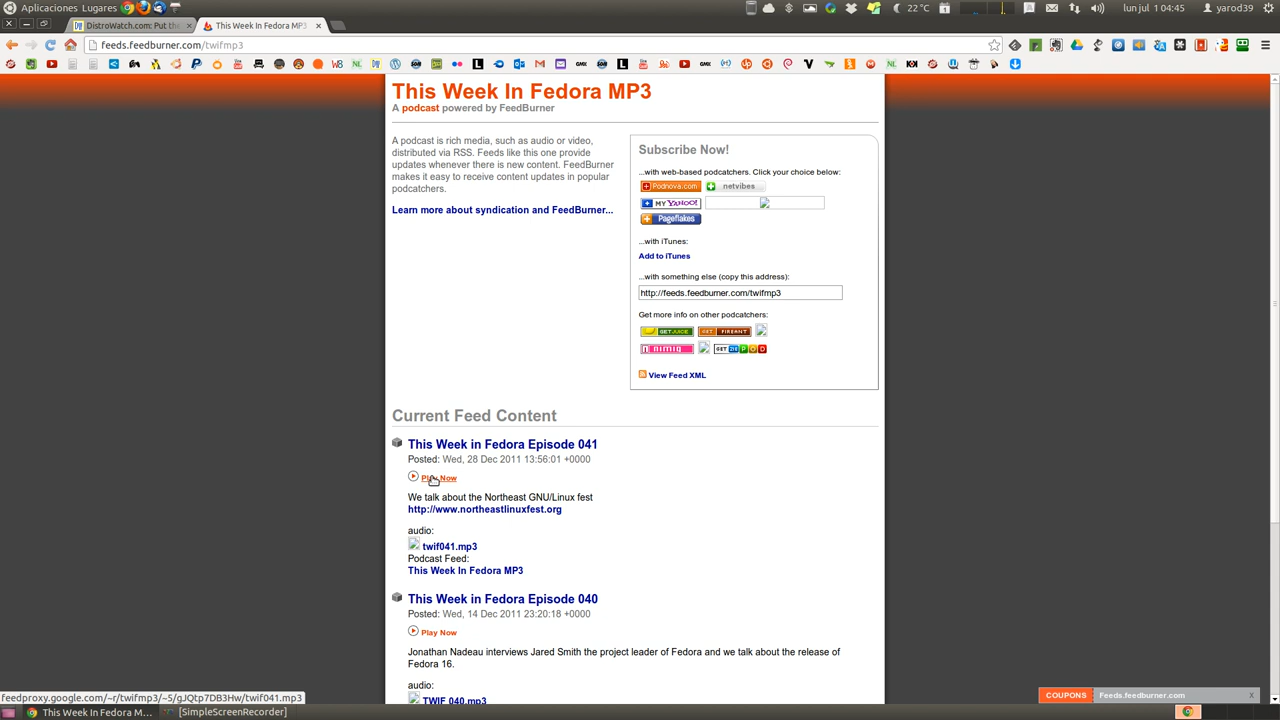 Aplicaciones Lugares
22°C
lun jul 1 04:45
yarod39
DistroWatch.com: Put the
This Week In Fedora MP3
feeds.feedburner.com/twifmp3
This Week In Fedora MP3
A podcast powered by FeedBurner
A podcast is rich media, such as audio or video,
distributed via RSS. Feeds like this one provide
updates whenever there is new content. FeedBurner
makes it easy to receive content updates in popular
podcatchers.
Learn more about syndication and FeedBurner...
Subscribe Now!
...with web-based podcatchers. Click your choice below:
Podnova.com
netvibes
MY YAHOO!
Pageflakes
...with iTunes:
Add to iTunes
...with something else (copy this address):
http://feeds.feedburner.com/twifmp3
Get more info on other podcatchers:
View Feed XML
Current Feed Content
This Week in Fedora Episode 041
Posted: Wed, 28 Dec 2011 13:56:01 +0000
Play Now
We talk about the Northeast GNU/Linux fest
http://www.northeastlinuxfest.org
audio:
twif041.mp3
Podcast Feed:
This Week In Fedora MP3
This Week in Fedora Episode 040
Posted: Wed, 14 Dec 2011 23:20:18 +0000
Play Now
Jonathan Nadeau interviews Jared Smith the project leader of Fedora and we talk about the release of
Fedora 16.
audio:
TWIF 040.mp3
feedproxy.google.com/~r/twifmp3/~5/gJQtp7DB3Hw/twif041.mp3
COUPONS
Feeds.feedburner.com
X
This Week in Fedora M...
[SimpleScreenRecorder]